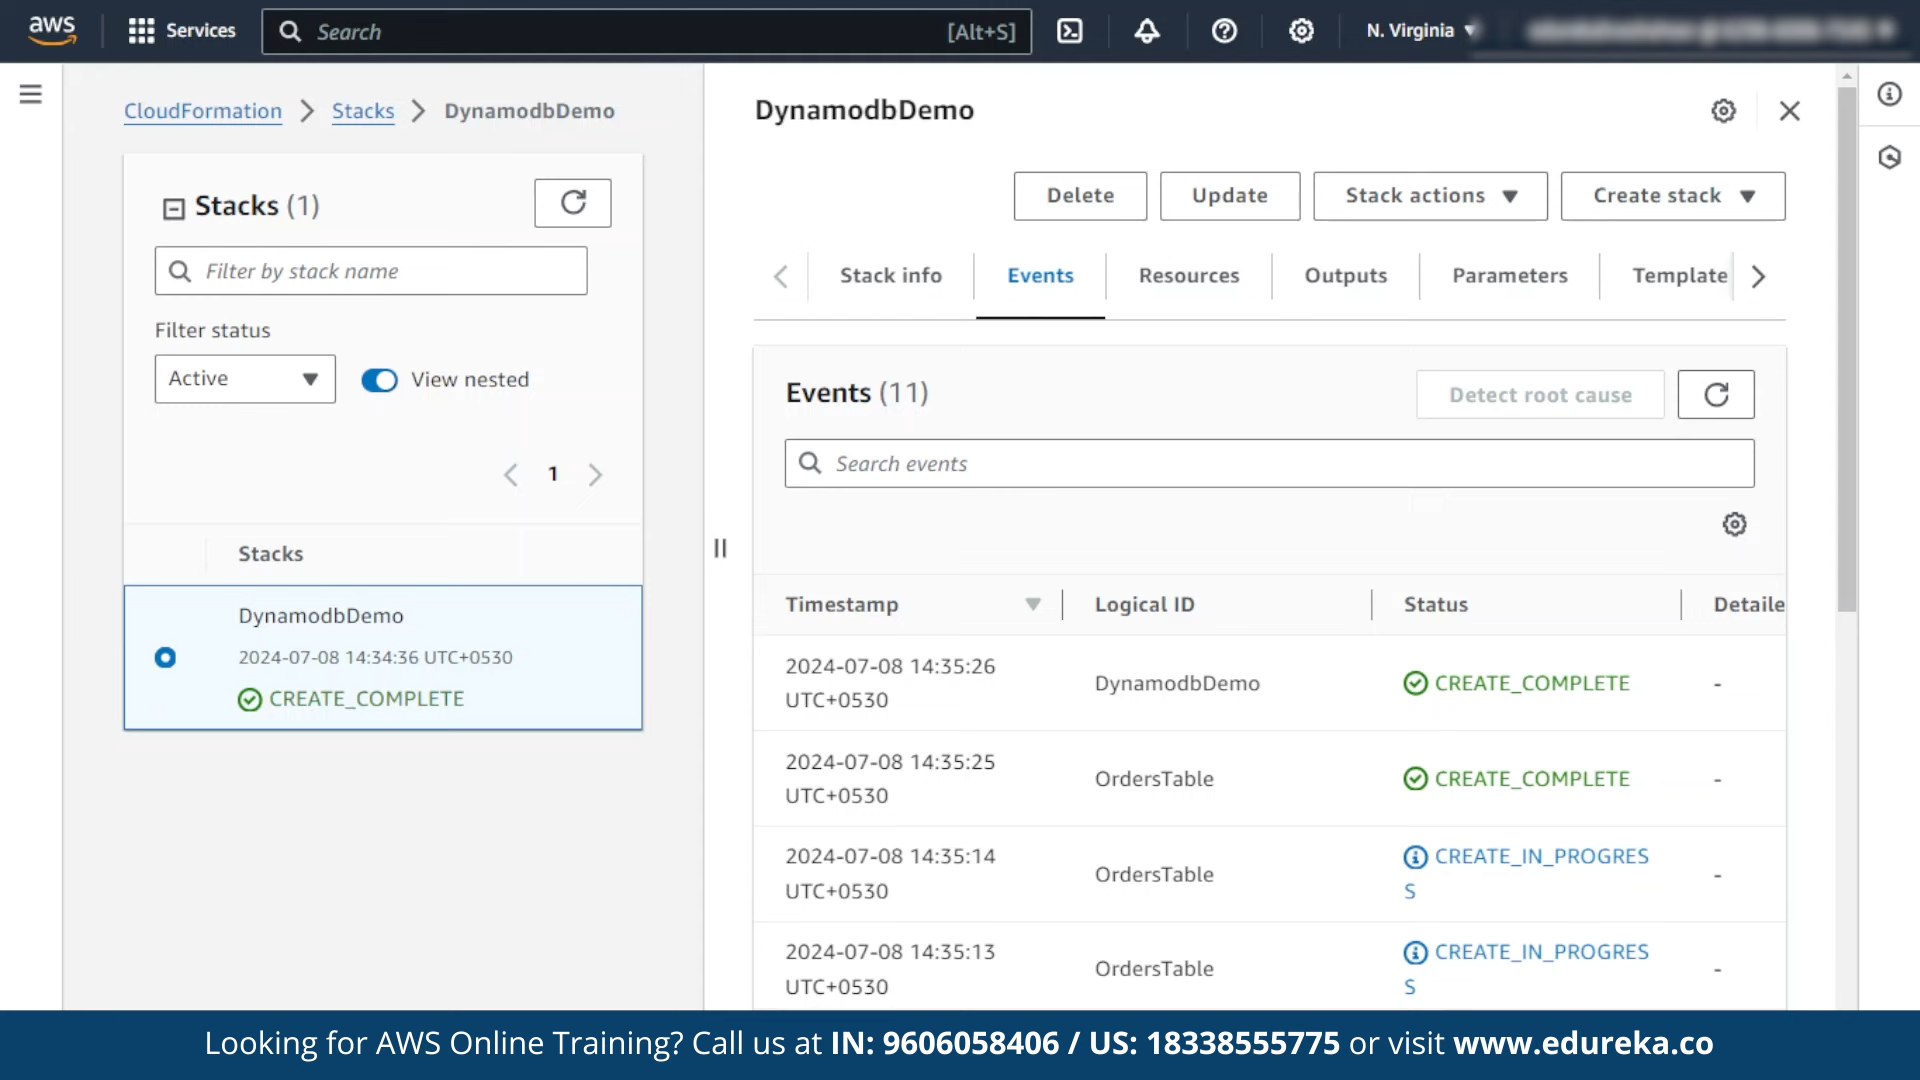 aws
Services
Search
[Alt+S]
N. Virginia
CloudFormation
Stacks
DynamodbDemo
Stacks (1)
Filter by stack name
Filter status
Active
View nested
1
Stacks
DynamodbDemo
2024-07-08 14:34:36 UTC+0530
CREATE_COMPLETE
DynamodbDemo
Delete
Update
Stack actions
Create stack
Stack info
Events
Resources
Outputs
Parameters
Template
Events (11)
Detect root cause
Search events
Timestamp
Logical ID
Status
Detaile
2024-07-08 14:35:26
UTC+0530
DynamodbDemo
CREATE_COMPLETE
-
2024-07-08 14:35:25
UTC+0530
OrdersTable
CREATE_COMPLETE
-
2024-07-08 14:35:14
UTC+0530
OrdersTable
CREATE_IN_PROGRES
S
-
2024-07-08 14:35:13
UTC+0530
OrdersTable
CREATE_IN_PROGRES
S
-
Looking for AWS Online Training? Call us at IN: 9606058406 / US: 18338555775 or visit www.edureka.co